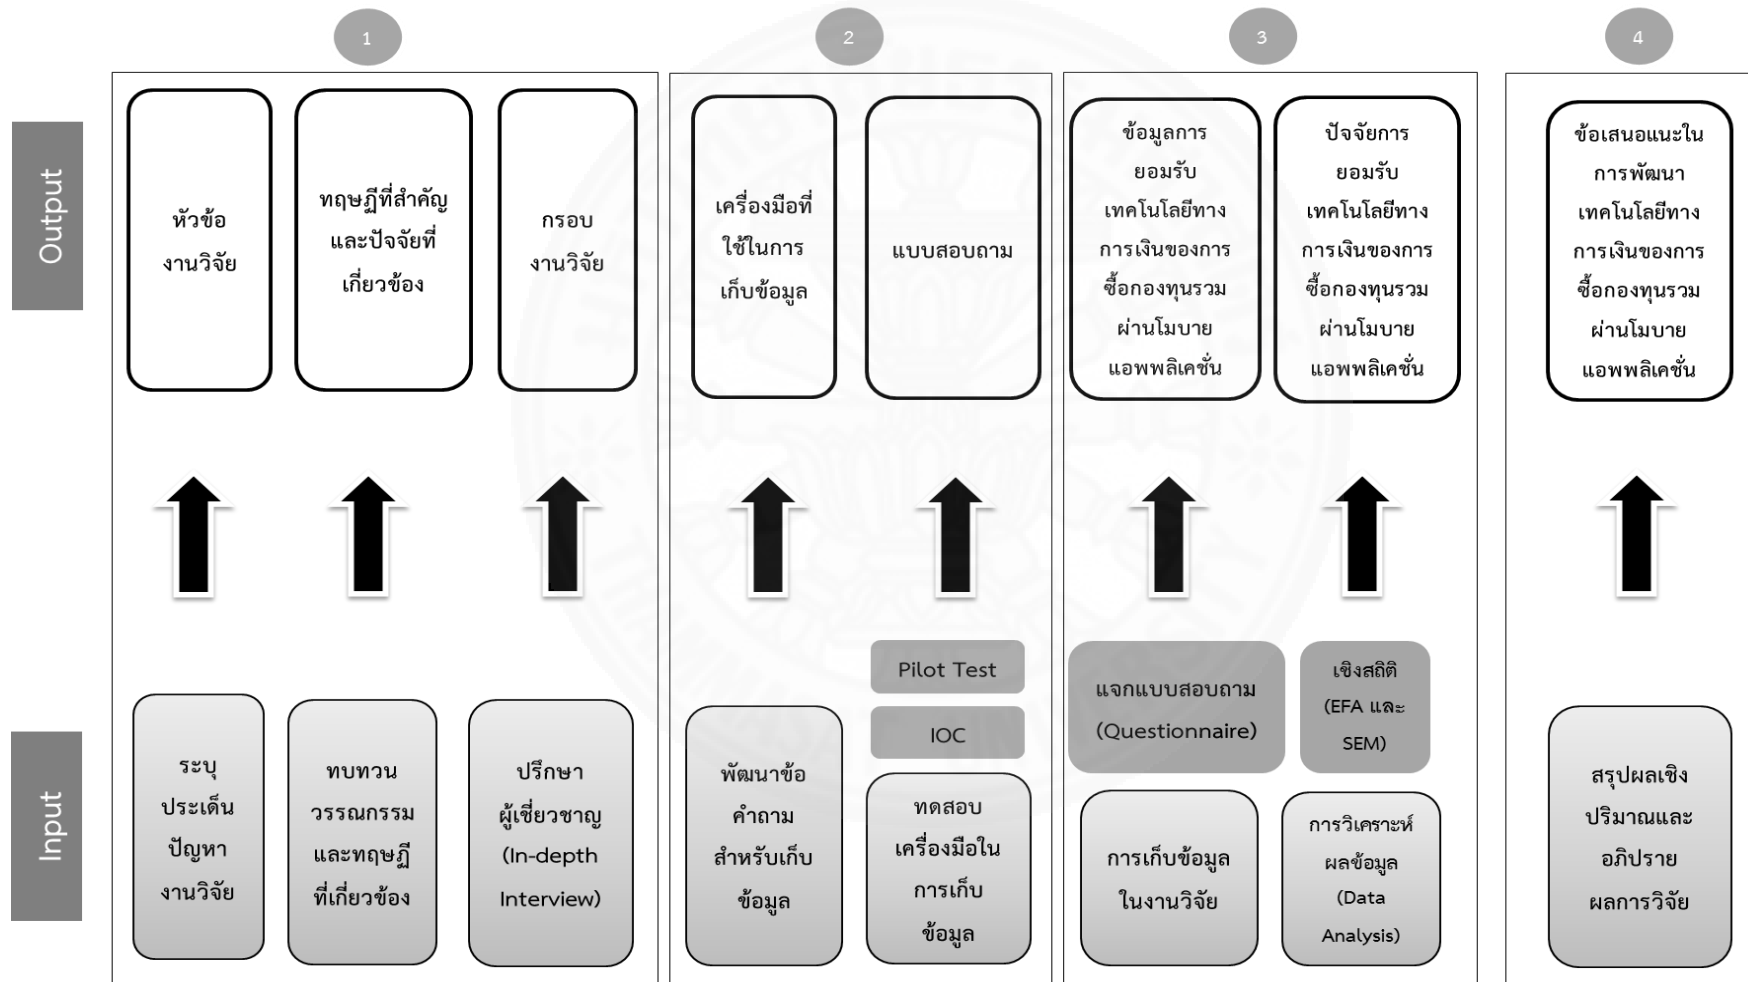 1
2
3
4
Output
หัวข้อ
งานวิจัย
ทฤษฏีที่สำคัญ
และปัจจัยที่
เกี่ยวข้อง
กรอบ
งานวิจัย
เครื่องมือที่
ใช้ในการ
เก็บข้อมูล
แบบสอบถาม
ข้อมูลการ
ยอมรับ
เทคโนโลยีทาง
การเงินของการ
ซื้อกองทุนรวม
ผ่านโมบาย
แอพพลิเคชั่น
ปัจจัยการ
ยอมรับ
เทคโนโลยีทาง
การเงินของการ
ซื้อกองทุนรวม
ผ่านโมบาย
แอพพลิเคชั่น
ข้อเสนอแนะใน
การพัฒนา
เทคโนโลยีทาง
การเงินของการ
ซื้อกองทุนรวม
ผ่านโมบาย
แอพพลิเคชั่น
Input
ระบุ
ประเด็น
ปัญหา
งานวิจัย
ทบทวน
วรรณกรรม
และทฤษฏี
ที่เกี่ยวข้อง
ปรึกษา
ผู้เชี่ยวชาญ
(In-depth
Interview)
พัฒนาข้อ
คำถาม
สำหรับเก็บ
ข้อมูล
Pilot Test
IOC
ทดสอบ
เครื่องมือใน
การเก็บ
ข้อมูล
แจกแบบสอบถาม
(Questionnaire)
การเก็บข้อมูล
ในงานวิจัย
เชิงสถิติ
(EFA และ
SEM)
การวิเคราะห์
ผลข้อมูล
(Data
Analysis)
สรุปผลเชิง
ปริมาณและ
อภิปราย
ผลการวิจัย